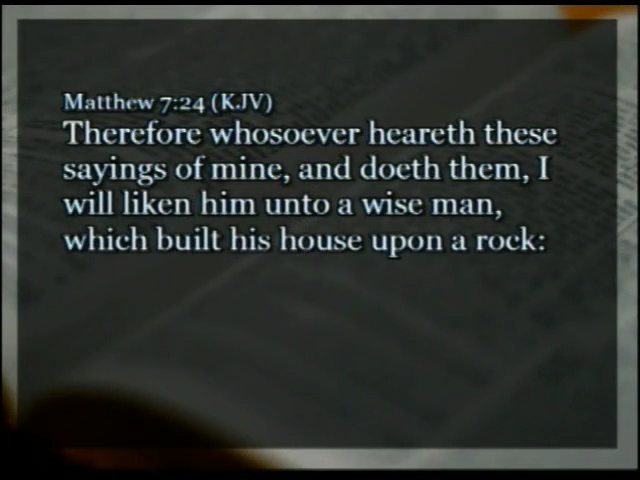 Matthew 7:24 (KJV)
Therefore whosoever heareth these
sayings of mine, and doeth them, I
will liken him unto a wise man,
which built his house upon a rock: